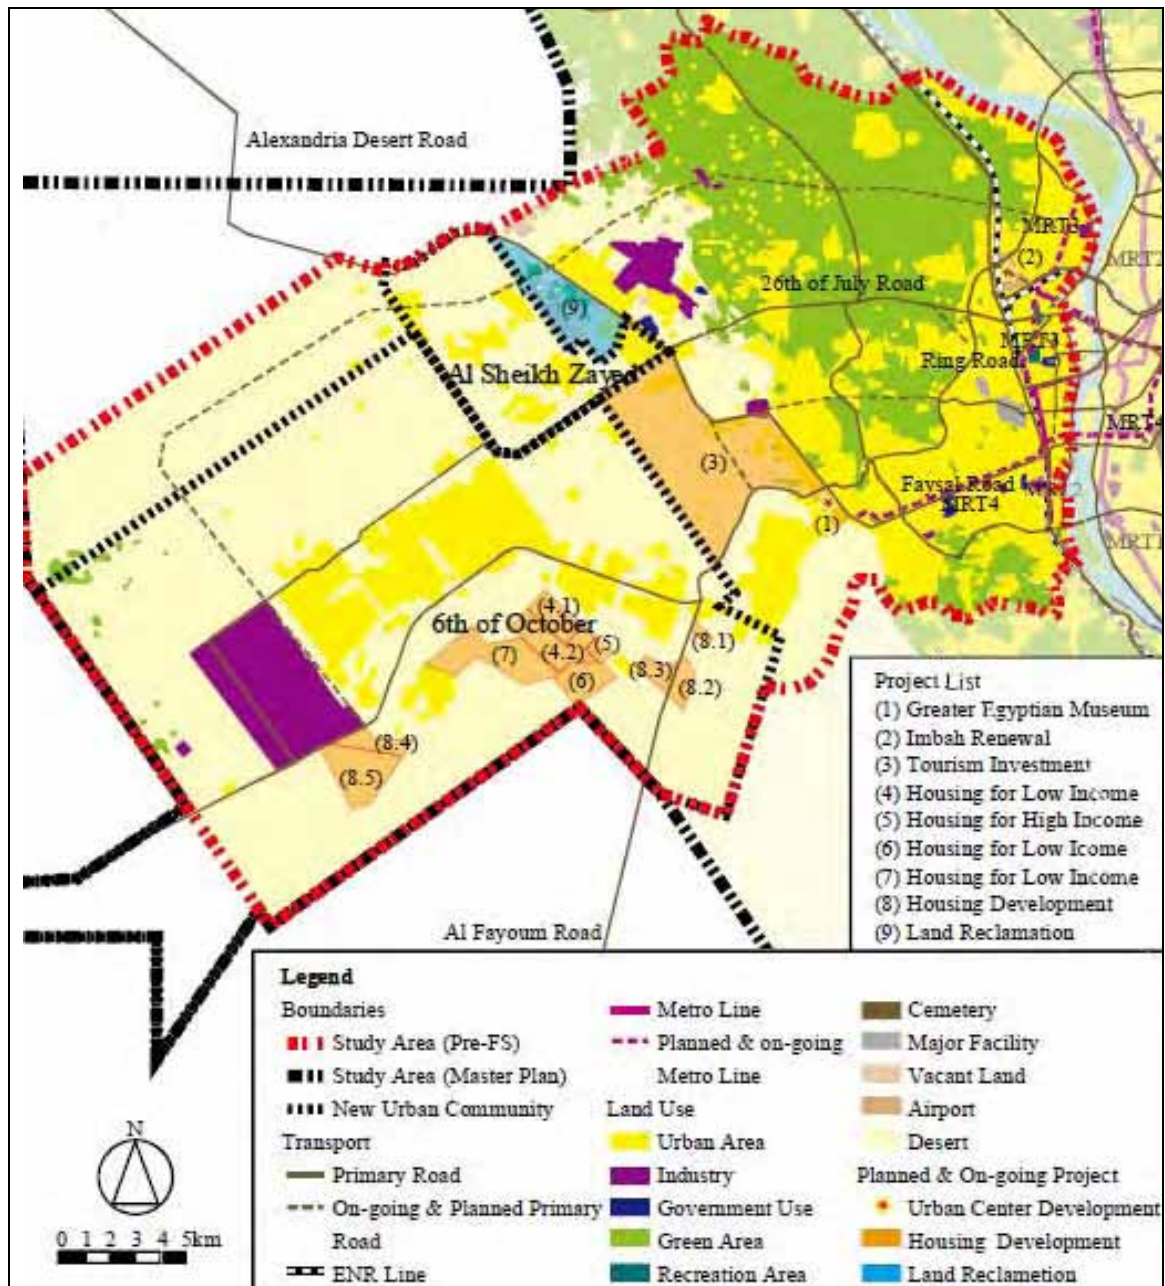 Alexandria Desert Road
MRT3
(2)
MRT2
26th of July Road
(9)
MRT4
Ring Road
Al Sheikh Zayed
MRT4
(3)
Faysal Road
(1)
MRT4
MRT1
(4.1)
6th of October
(5)
(8.1)
(7)
(4.2)
(8.3)
(6)
(8.2)
(8.4)
(8.5)
Al Fayoum Road
Project List
(1) Greater Egyptian Museum
(2) Imbah Renewal
(3) Tourism Investment
(4) Housing for Low Income
(5) Housing for High Income
(6) Housing for Low Icome
(7) Housing for Low Income
(8) Housing Development
(9) Land Reclamation
Legend
Boundaries
Study Area (Pre-FS)
Study Area (Master Plan)
New Urban Community
Transport
Primary Road
On-going & Planned Primary
Road
ENR Line
Metro Line
Planned & on-going
Metro Line
Land Use
Urban Area
Industry
Government Use
Green Area
Recreation Area
Cemetery
Major Facility
Vacant Land
Airport
Desert
Planned & On-going Project
Urban Center Development
Housing Development
Land Reclametion
N
0 1 2 3 4 5km